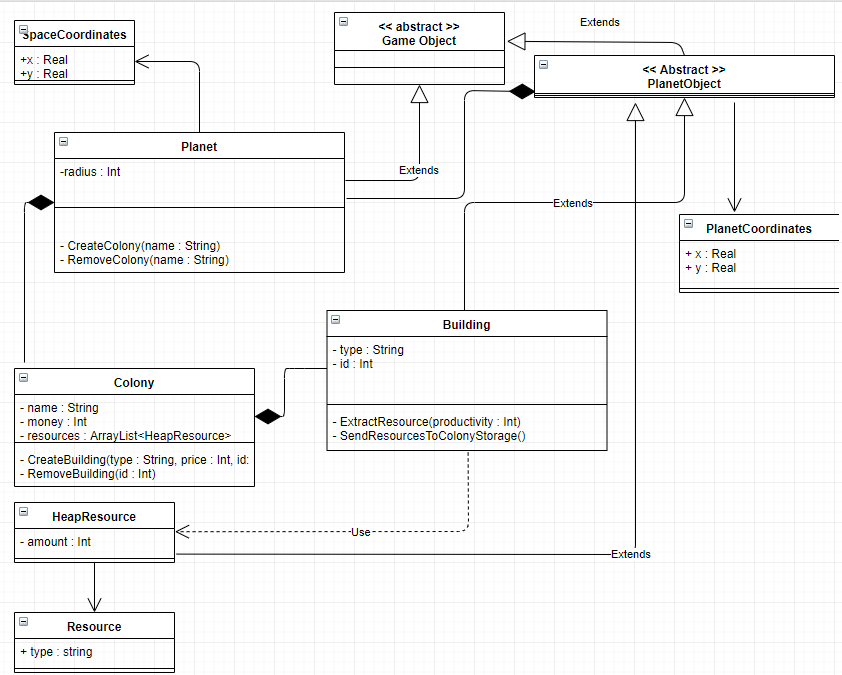 SpaceCoordinates
+x : Real
+y : Real
<< abstract >>
Game Object
Extends
<< Abstract >>
PlanetObject
Planet
-radius : Int
- CreateColony(name : String)
- RemoveColony(name : String)
Extends
Extends
PlanetCoordinates
+ x : Real
+ y : Real
Building
- type : String
- id : Int
- ExtractResource(productivity : Int)
- SendResourcesToColonyStorage()
Colony
- name : String
- money : Int
- resources : ArrayList<HeapResource>
- CreateBuilding(type : String, price : Int, id:
- RemoveBuilding(id : Int)
HeapResource
- amount : Int
Use
Extends
Resource
+ type : string